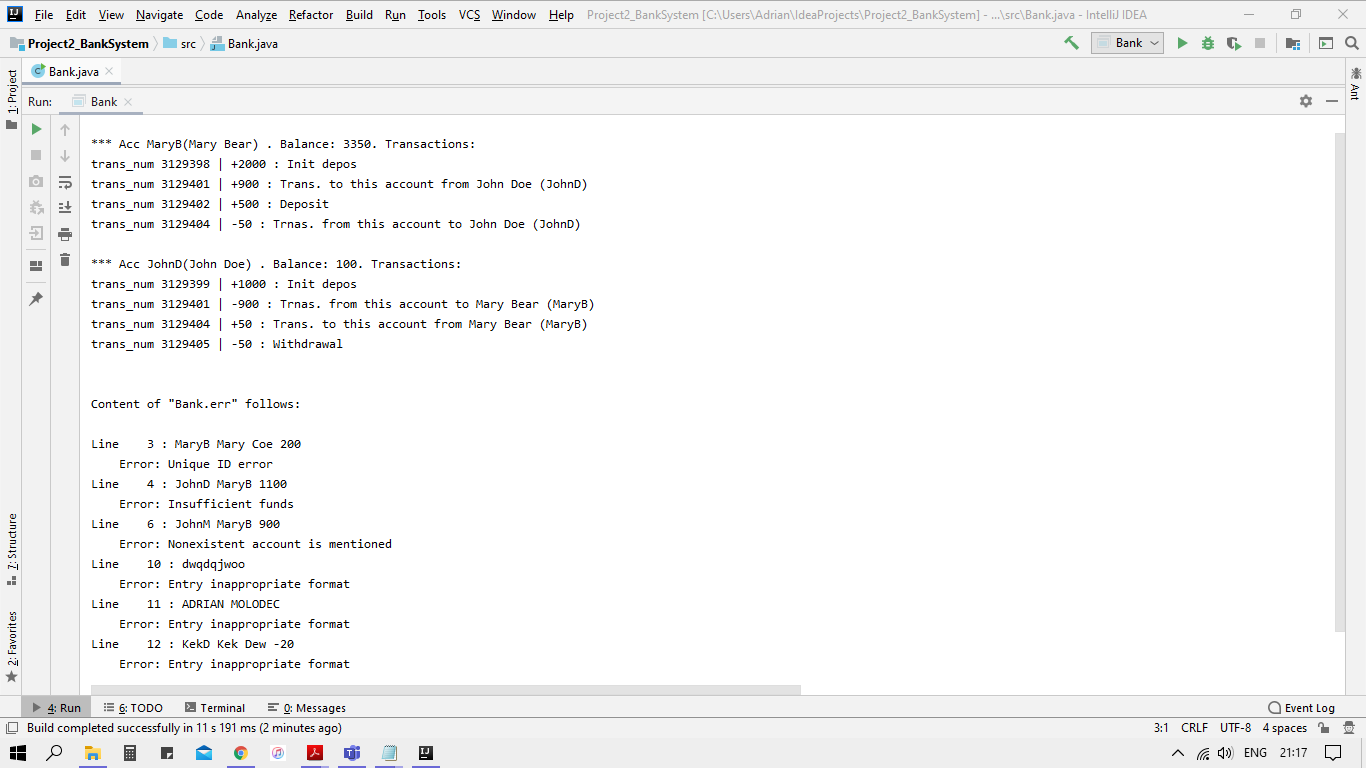 File Edit View Navigate Code Analyze Refactor Build Run Tools VCS Window Help Project2_BankSystem [C:\Users\Adrian\IdeaProjects\Project2_BankSystem] - ...\src\Bank.java - IntelliJ IDEA
Project2_BankSystem src Bank.java Bank
Bank.java
1: Project
Ant
Run: Bank
*** Acc MaryB(Mary Bear) . Balance: 3350. Transactions:
trans_num 3129398 | +2000 : Init depos
trans_num 3129401 | +900 : Trans. to this account from John Doe (JohnD)
trans_num 3129402 | +500 : Deposit
trans_num 3129404 | -50 : Trnas. from this account to John Doe (JohnD)
*** Acc JohnD(John Doe) . Balance: 100. Transactions:
trans_num 3129399 | +1000 : Init depos
trans_num 3129401 | -900 : Trnas. from this account to Mary Bear (MaryB)
trans_num 3129404 | +50 : Trans. to this account from Mary Bear (MaryB)
trans_num 3129405 | -50 : Withdrawal
Content of "Bank.err" follows:
Line    3 : MaryB Mary Coe 200
    Error: Unique ID error
Line    4 : JohnD MaryB 1100
    Error: Insufficient funds
Line    6 : JohnM MaryB 900
    Error: Nonexistent account is mentioned
Line    10 : dwqdqjwoo
    Error: Entry inappropriate format
Line    11 : ADRIAN MOLODEC
    Error: Entry inappropriate format
Line    12 : KekD Kek Dew -20
    Error: Entry inappropriate format
7: Structure
2: Favorites
4: Run 6: TODO Terminal 0: Messages Event Log
Build completed successfully in 11 s 191 ms (2 minutes ago) 3:1 CRLF UTF-8 4 spaces
ENG 21:17